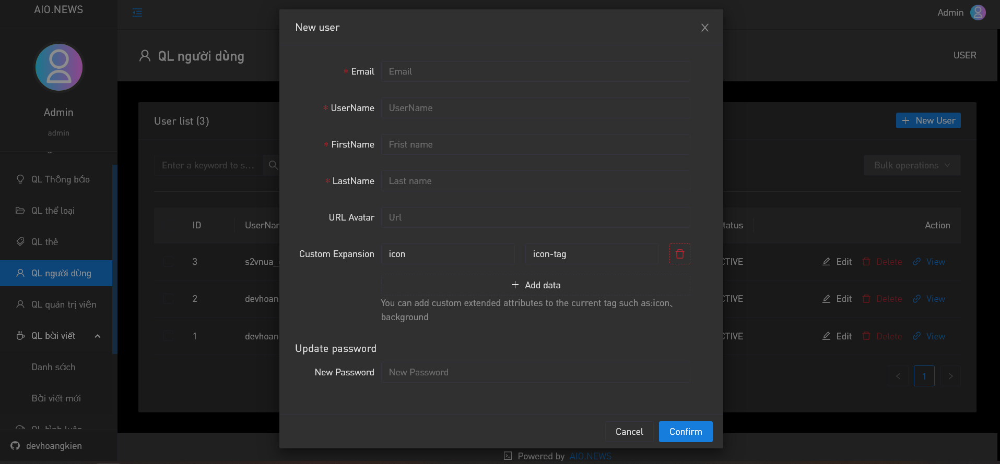 AIO.NEWS
Admin
admin
QL Thông báo
QL thể loại
QL thẻ
QL người dùng
QL quản trị viên
QL bài viết
Danh sách
Bài viết mới
QL bình luận
devhoangkien
Admin
QL người dùng
USER
User list (3)
+ New User
Enter a keyword to s...
Bulk operations
ID UserNar tatus Action
3 s2vnua_ CTIVE Edit Delete View
2 devhoan CTIVE Edit Delete View
1 devhoan CTIVE Edit Delete View
< 1 >
Powered by AIO.NEWS
New user
* Email Email
* UserName UserName
* FirstName Frist name
* LastName Last name
URL Avatar Url
Custom Expansion icon icon-tag
+ Add data
You can add custom extended attributes to the current tag such as:icon、
background
Update password
New Password New Password
Cancel Confirm